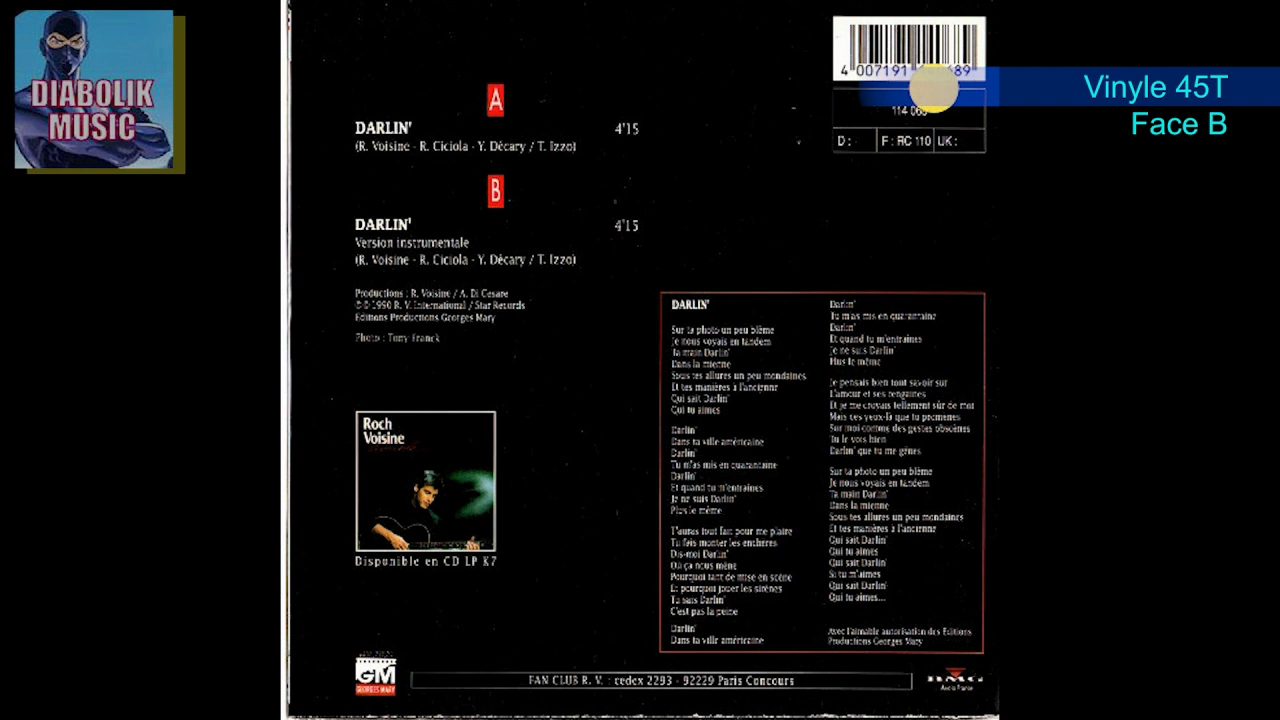 DIABOLIK
MUSIC
Vinyle 45T
Face B
4 007191 89
114 068
D : F : RC 110 UK :
A
DARLIN' 4'15
(R. Voisine - R. Ciciola - Y. Décary / T. Izzo)
B
DARLIN' 4'15
Version instrumentale
(R. Voisine - R. Ciciola - Y. Décary / T. Izzo)
Productions : R. Voisine / A. Di Cesare
1990 R. V. International / Star Records
Editions Productions Georges Mary
Photo : Tony Franck
Roch
Voisine
Disponible en CD LP K7
DARLIN'
Sur ta photo un peu blême
Je nous voyais en tandem
Ta main Darlin'
Dans la mienne
Sous tes allures un peu mondaines
Et tes manières à l'ancienne
Qui sait Darlin'
Qui tu aimes
Darlin'
Dans ta ville américaine
Darlin'
Tu m'as mis en quarantaine
Darlin'
Et quand tu m'entraînes
Je ne suis Darlin'
Plus le même
T'auras tout fait pour me plaire
Tu fais monter les enchères
Dis-moi Darlin'
Où ça nous mène
Pourquoi tant de mise en scène
Et pourquoi jouer les sirènes
Tu sais Darlin'
C'est pas la peine
Darlin'
Dans ta ville américaine
Darlin'
Tu m'as mis en quarantaine
Darlin'
Et quand tu m'entraînes
Je ne suis Darlin'
Plus le même
Je pensais bien tout savoir sur
L'amour et ses rengaines
Et je me croyais tellement sûr de moi
Mais ces yeux-là que tu promènes
Sur moi comme des gestes obscènes
Tu le vois bien
Darlin' que tu me gênes
Sur ta photo un peu blême
Je nous voyais en tandem
Ta main Darlin'
Dans la mienne
Sous tes allures un peu mondaines
Et tes manières à l'ancienne
Qui sait Darlin'
Qui tu aimes
Qui sait Darlin'
Si tu m'aimes
Qui sait Darlin'
Qui tu aimes...
Avec l'aimable autorisation des Editions
Productions Georges Mary
GM
GEORGES MARY
FAN CLUB R. V. : cedex 2293 - 92229 Paris Concours
BMG
Ariola France